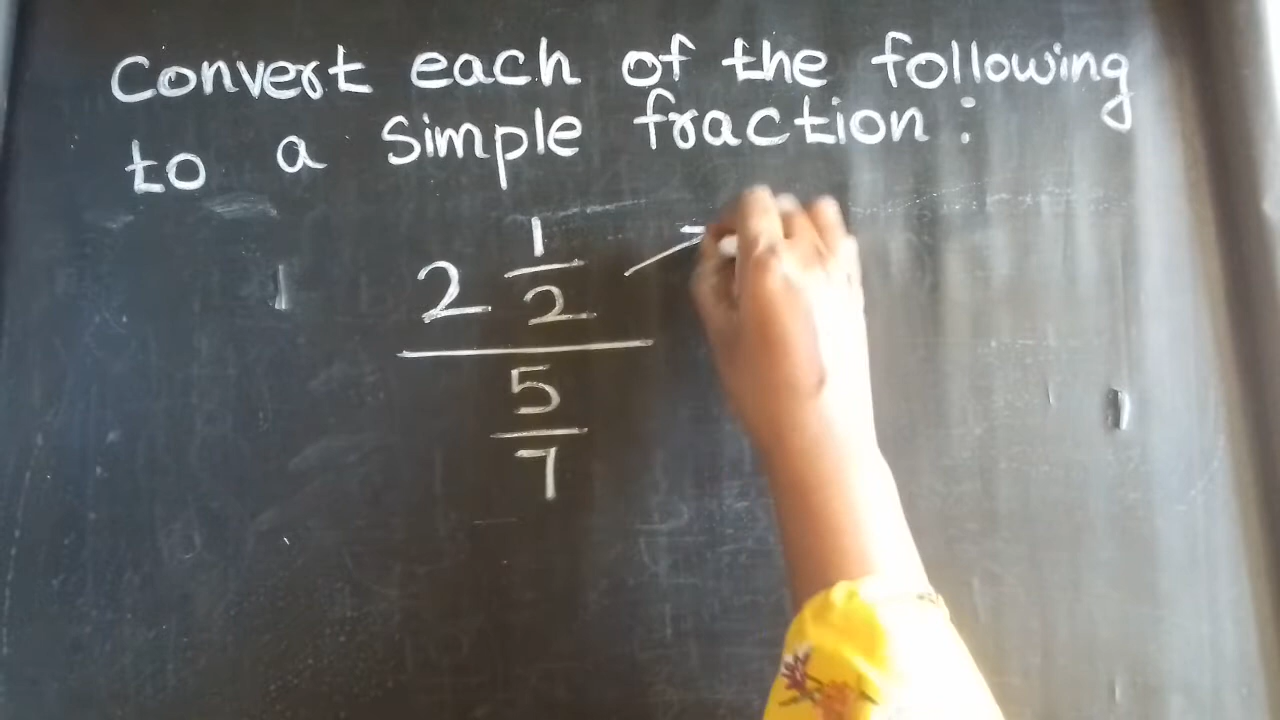 Convert each of the following
to a simple fraction :
2 1/2
5/7